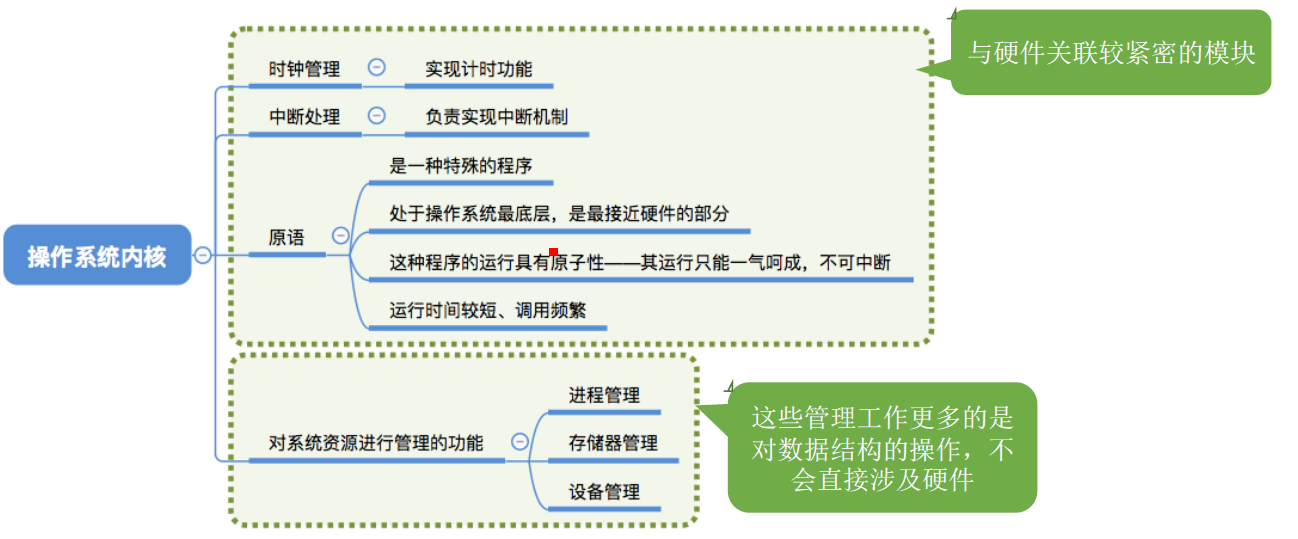 与硬件关联较紧密的模块
时钟管理
实现计时功能
中断处理
负责实现中断机制
是一种特殊的程序
处于操作系统最底层，是最接近硬件的部分
原语
这种程序的运行具有原子性——其运行只能一气呵成，不可中断
运行时间较短、调用频繁
操作系统内核
对系统资源进行管理的功能
进程管理
存储器管理
设备管理
这些管理工作更多的是
对数据结构的操作，不
会直接涉及硬件